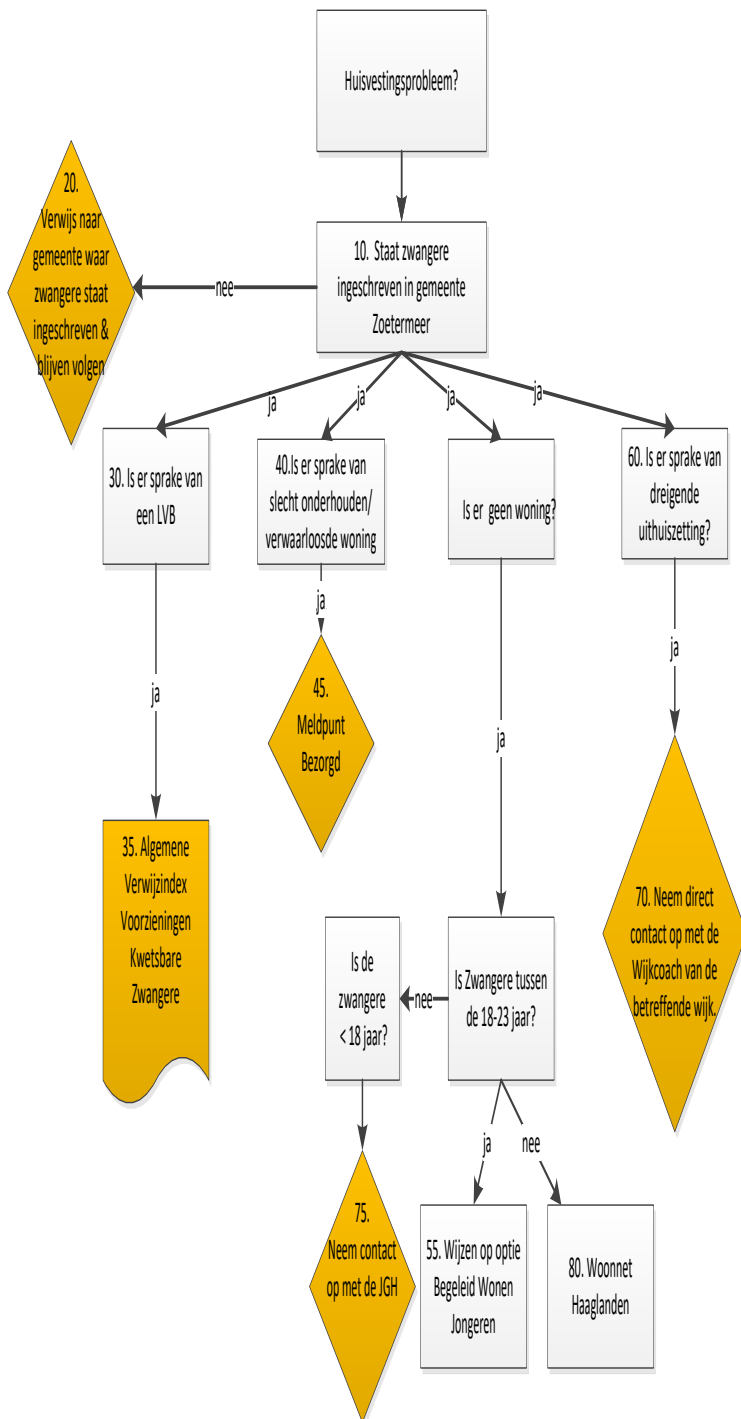 Huisvestingsprobleem?
20.
Verwijs naar
gemeente waar
zwangere staat
ingeschreven &
blijven volgen
10. Staat zwangere
ingeschreven in gemeente
Zoetermeer
nee
ja
ja
ja
ja
30. Is er sprake van
een LVB
40.Is er sprake van
slecht onderhouden/
verwaarloosde woning
Is er geen woning?
60. Is er sprake van
dreigende
uithuiszetting?
ja
ja
ja
ja
45.
Meldpunt
Bezorgd
35. Algemene
Verwijzindex
Voorzieningen
Kwetsbare
Zwangere
70. Neem direct
contact op met de
Wijkcoach van de
betreffende wijk.
Is de
zwangere
< 18 jaar?
nee
Is Zwangere tussen
de 18-23 jaar?
ja
nee
75.
Neem contact
op met de JGH
55. Wijzen op optie
Begeleid Wonen
Jongeren
80. Woonnet
Haaglanden